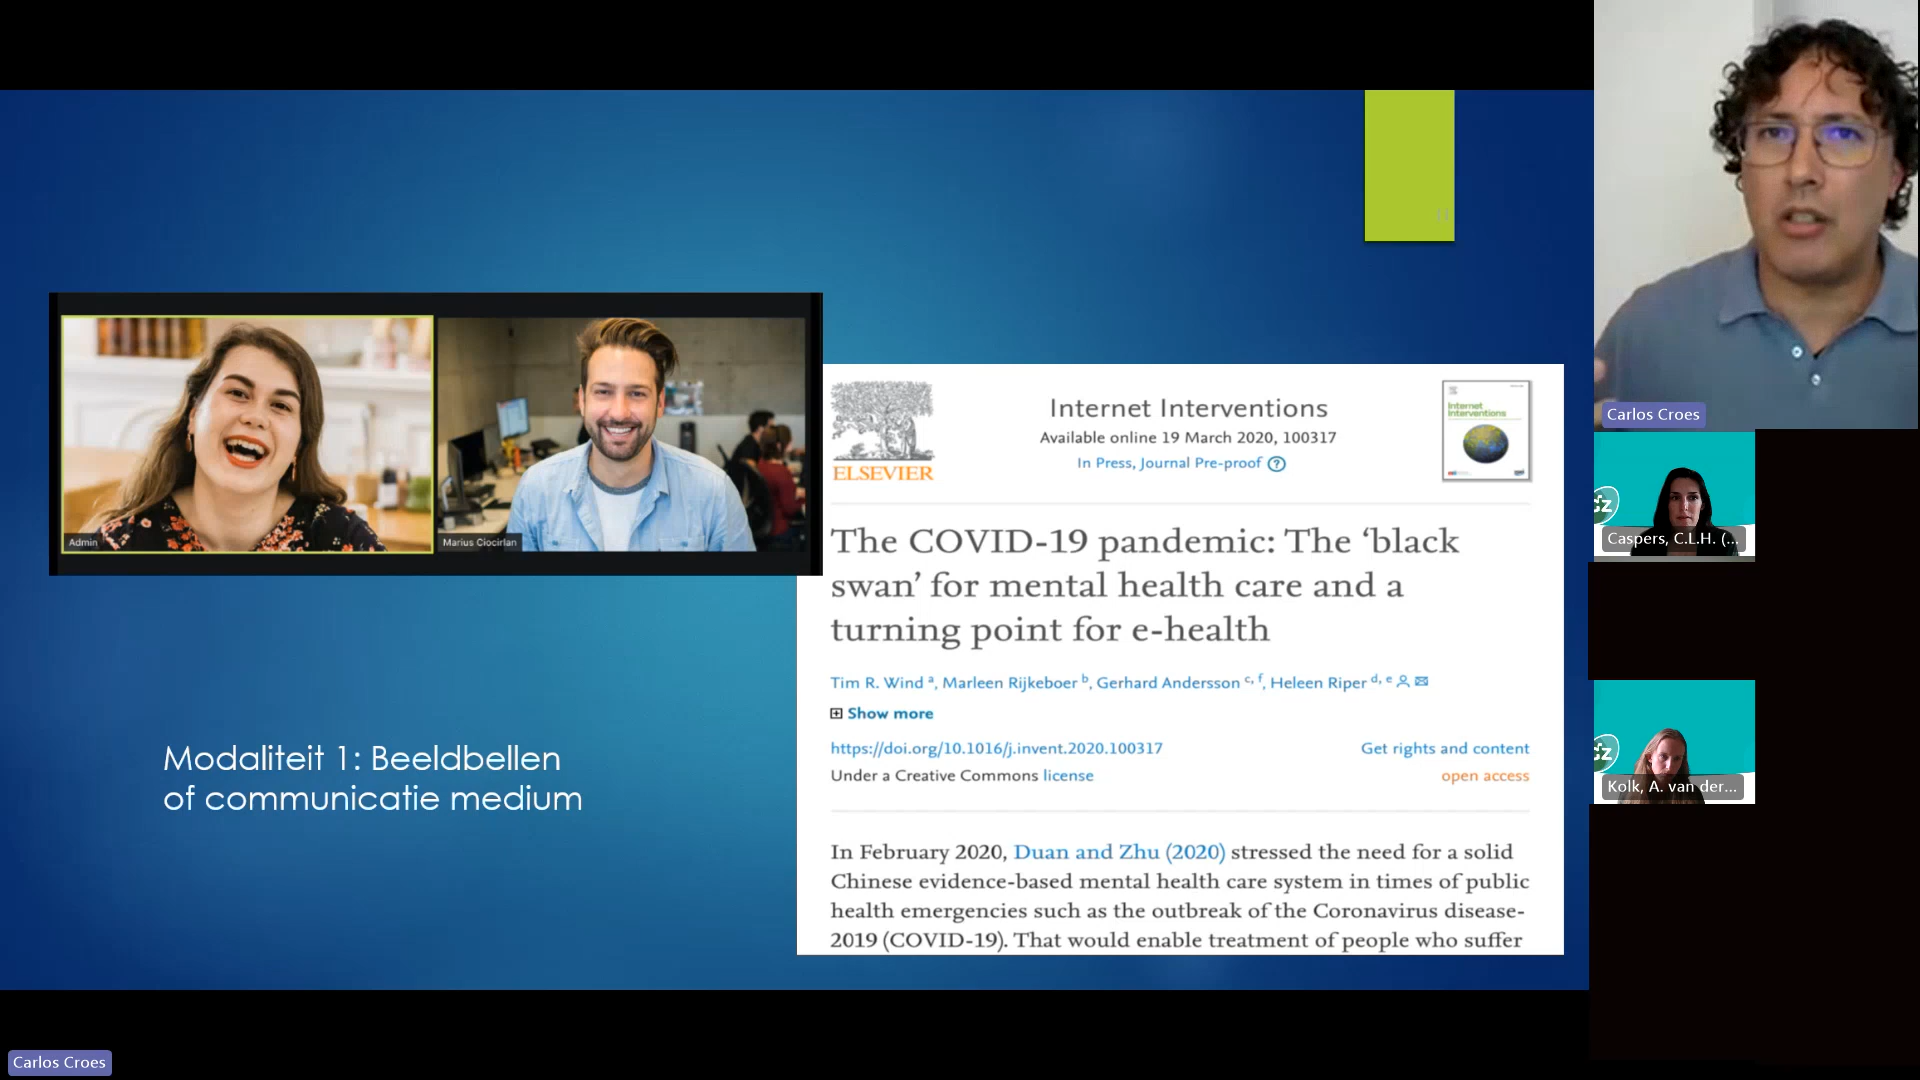 Admin
Marius Ciocirlan
Modaliteit 1: Beeldbellen
of communicatie medium
ELSEVIER
Internet Interventions
Available online 19 March 2020, 100317
In Press, Journal Pre-proof ?
Internet
Interventions
The COVID-19 pandemic: The ‘black
swan’ for mental health care and a
turning point for e-health
Tim R. Wind a, Marleen Rijkeboer b, Gerhard Andersson c, f, Heleen Riper d, e
Show more
https://doi.org/10.1016/j.invent.2020.100317
Get rights and content
Under a Creative Commons license
open access
In February 2020, Duan and Zhu (2020) stressed the need for a solid
Chinese evidence-based mental health care system in times of public
health emergencies such as the outbreak of the Coronavirus disease-
2019 (COVID-19). That would enable treatment of people who suffer
Carlos Croes
Caspers, C.L.H. (...
Kolk, A. van der...
Carlos Croes